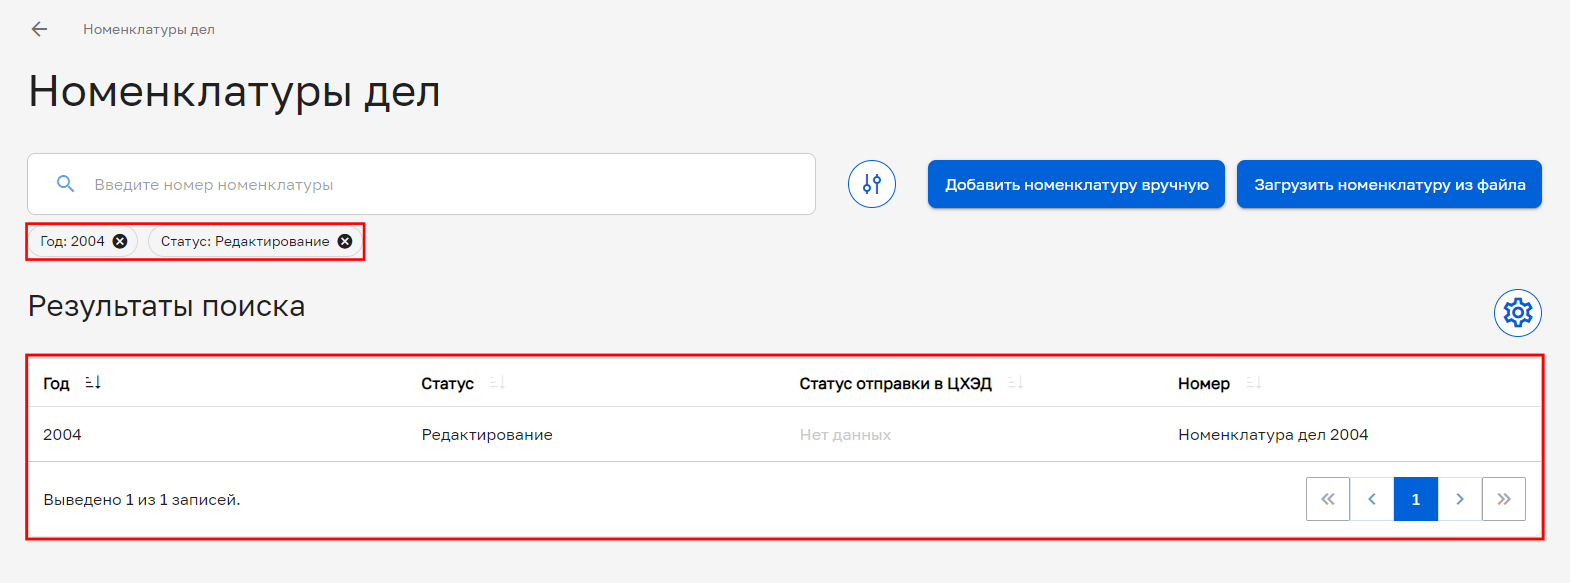 Номенклатуры дел
Номенклатуры дел
Введите номер номенклатуры
Добавить номенклатуру вручную
Загрузить номенклатуру из файла
Год: 2004
Статус: Редактирование
Результаты поиска
Год Статус Статус отправки в ЦХЭД Номер
2004 Редактирование Нет данных Номенклатура дел 2004
Выведено 1 из 1 записей.
1